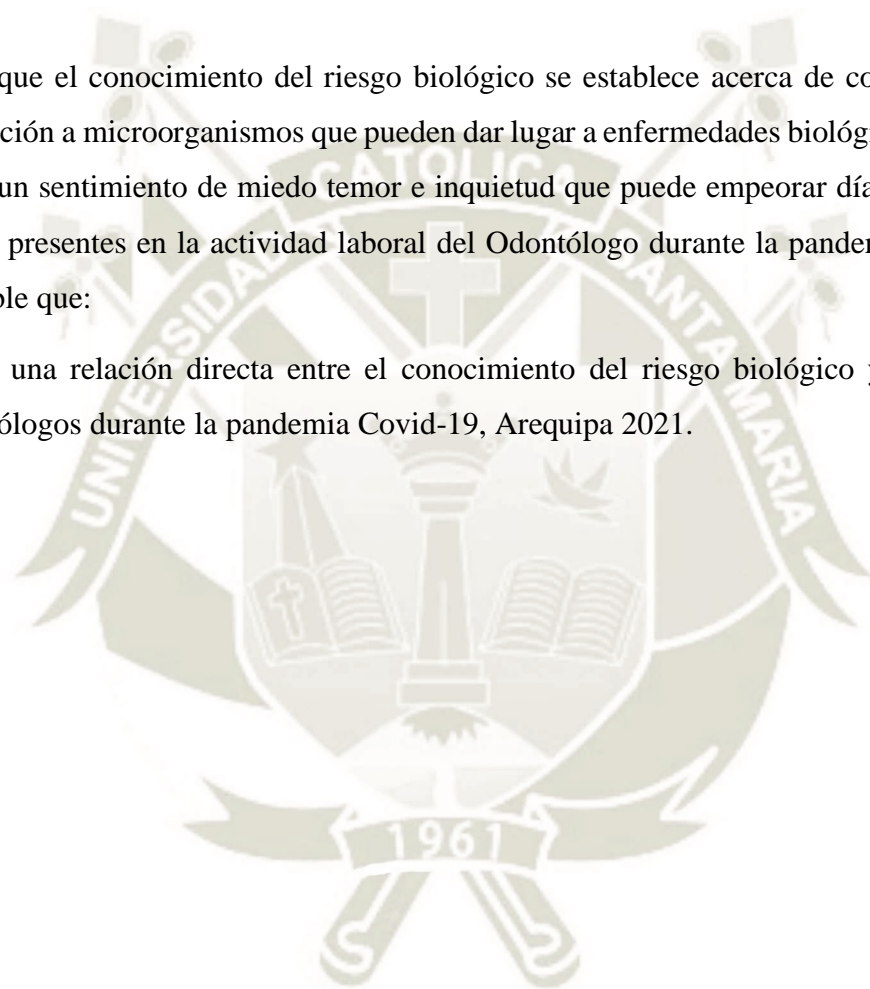 que el conocimiento del riesgo biológico se establece acerca de co
ción a microorganismos que pueden dar lugar a enfermedades biológi
un sentimiento de miedo temor e inquietud que puede empeorar día
presentes en la actividad laboral del Odontólogo durante la pande
ble que:
una relación directa entre el conocimiento del riesgo biológico y
ólogos durante la pandemia Covid-19, Arequipa 2021.
UNIVERSIDAD CATOLICA SANTA MARIA
1961